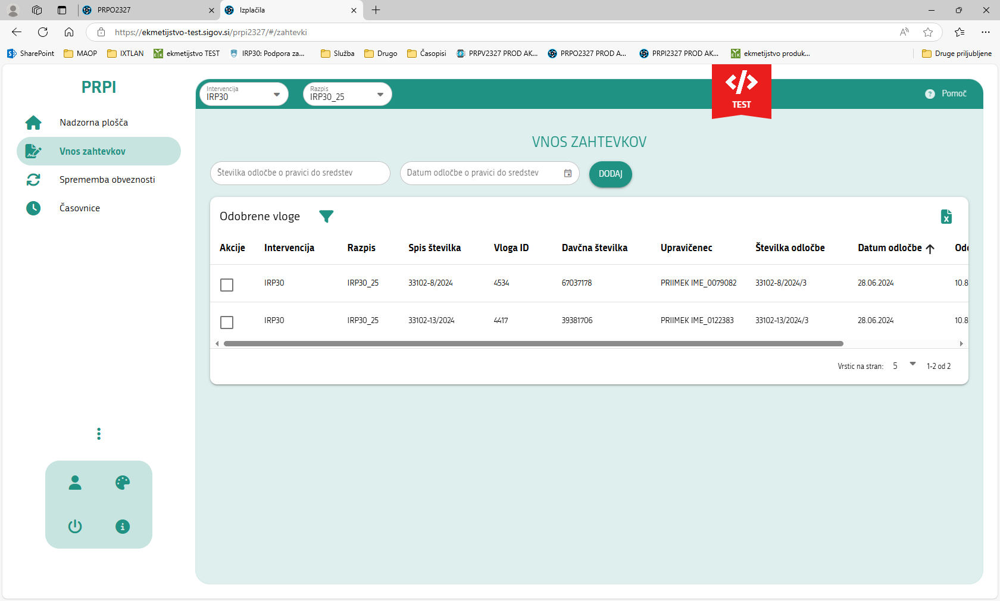 PRPO2327
Izplačila
https://ekmetijstvo-test.sigov.si/prpi2327/#/zahtevki
SharePoint
MAOP
IXTLAN
ekmetijstvo TEST
IRP30: Podpora za...
Služba
Drugo
Časopisi
PRPV2327 PROD AK...
PRPO2327 PROD A...
PRPI2327 PROD AK...
ekmetijstvo produk...
Druge priljubljene
PRPI
Nadzorna plošča
Vnos zahtevkov
Sprememba obveznosti
Časovnice
Intervencija
IRP30
Razpis
IRP30_25
TEST
Pomoč
VNOS ZAHTEVKOV
Številka odločbe o pravici do sredstev
Datum odločbe o pravici do sredstev
DODAJ
Odobrene vloge
Akcije Intervencija Razpis Spis številka Vloga ID Davčna številka Upravičenec Številka odločbe Datum odločbe
IRP30 IRP30_25 33102-8/2024 4534 67037178 PRIIMEK IME_0079082 33102-8/2024/3 28.06.2024 10.8
IRP30 IRP30_25 33102-13/2024 4417 39381706 PRIIMEK IME_0122383 33102-13/2024/3 28.06.2024 10.8
Vrstic na stran: 5 1-2 od 2